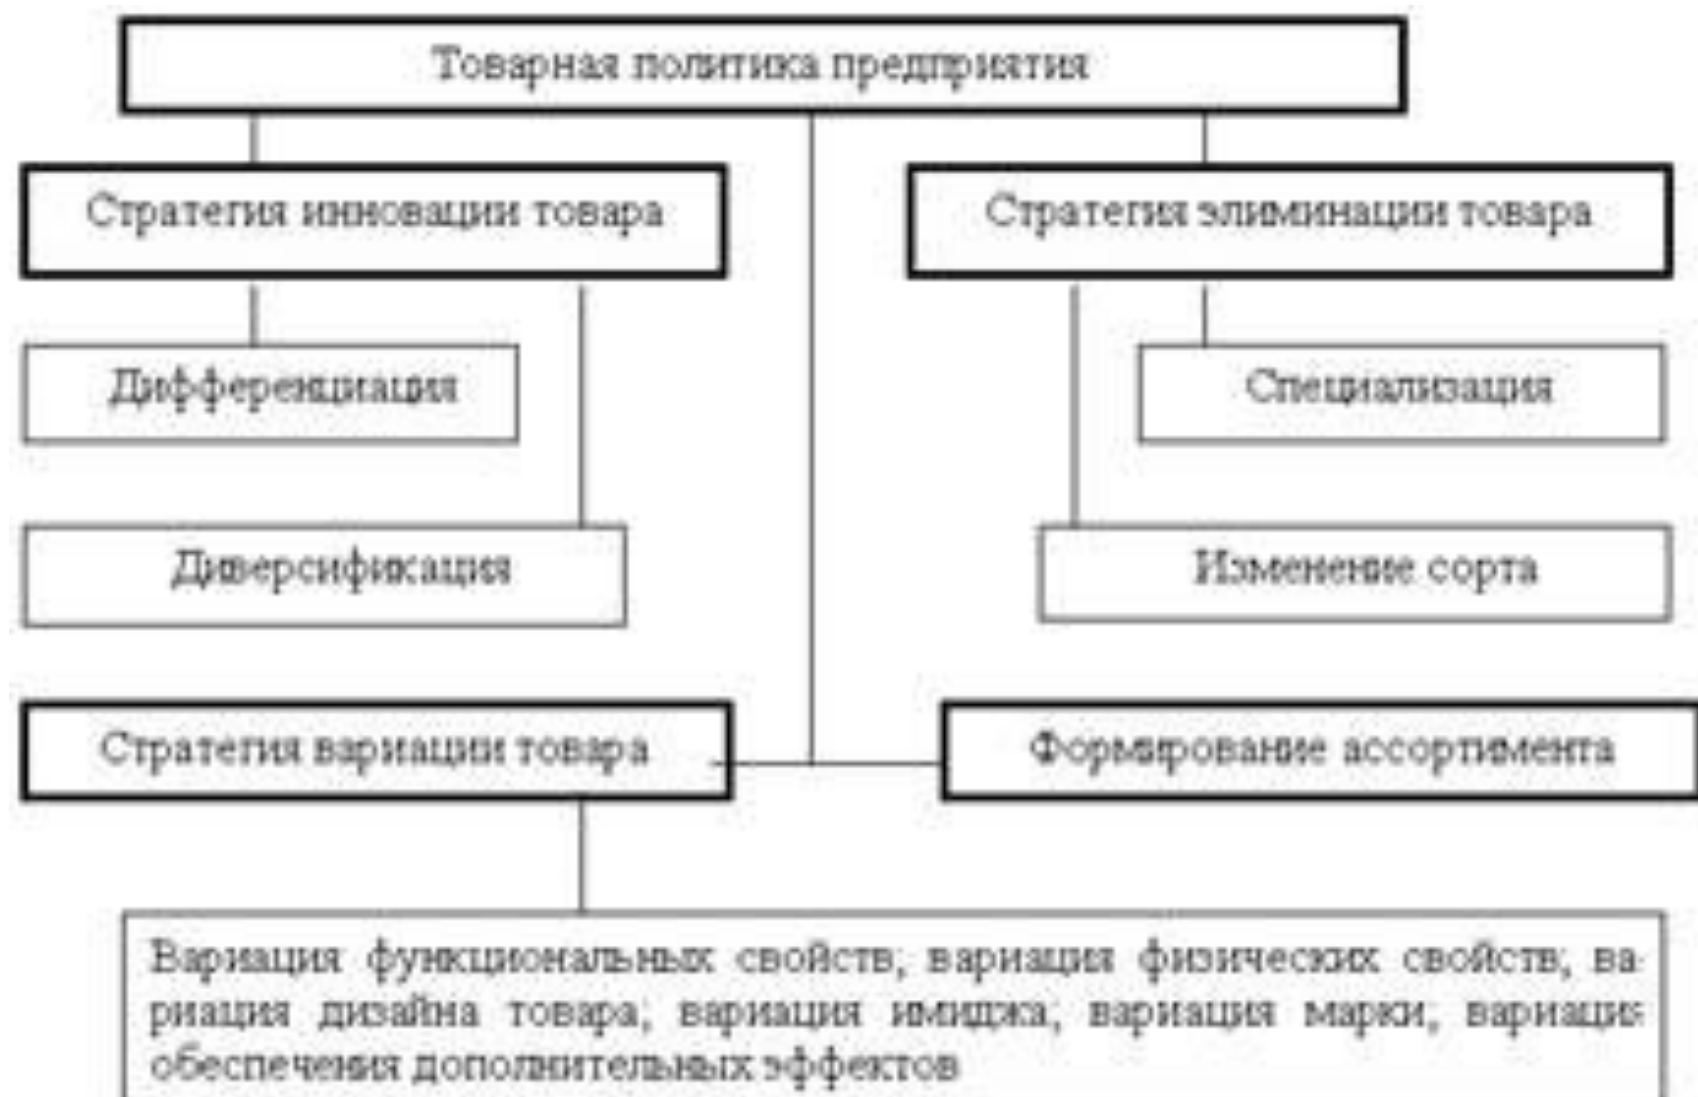 Товарная политика предприятия
Стратегия инновации товара
Стратегия элиминации товара
Дифференциация
Специализация
Диверсификация
Изменение сорта
Стратегия вариации товара
Формирование ассортимента
Вариация функциональных свойств; вариация физических свойств; ва-
риация дизайна товара; вариация имиджа; вариация марки; вариация
обеспечения дополнительных эффектов